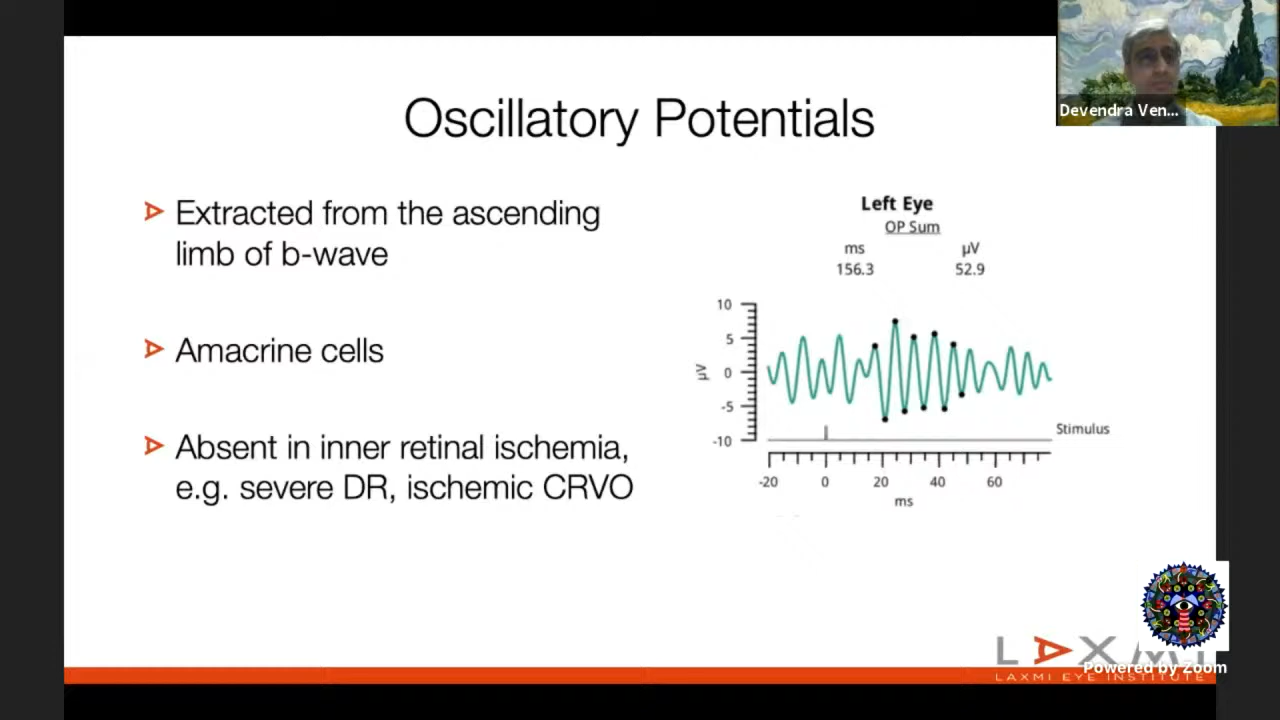 Oscillatory Potentials
Devendra Ven...
Extracted from the ascending
limb of b-wave
Amacrine cells
Absent in inner retinal ischemia,
e.g. severe DR, ischemic CRVO
Left Eye
OP Sum
ms μV
156.3 52.9
10
5
0
-5
-10
μV
Stimulus
-20 0 20 40 60
ms
LAXMI
Powered by Zoom
LAXMI EYE INSTITUTE